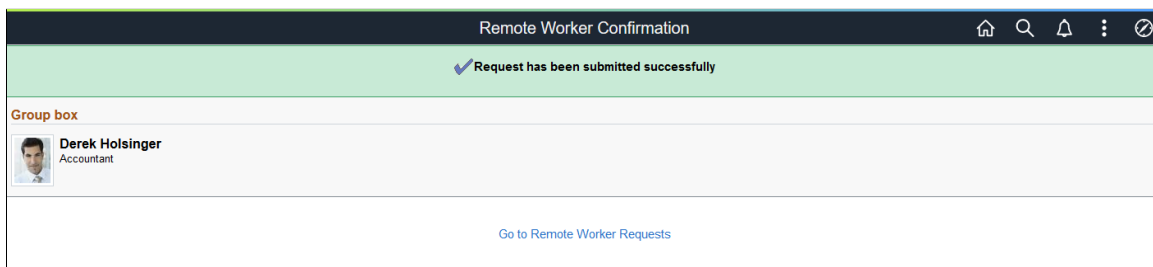 Remote Worker Confirmation
Request has been submitted successfully
Group box
Derek Holsinger
Accountant
Go to Remote Worker Requests